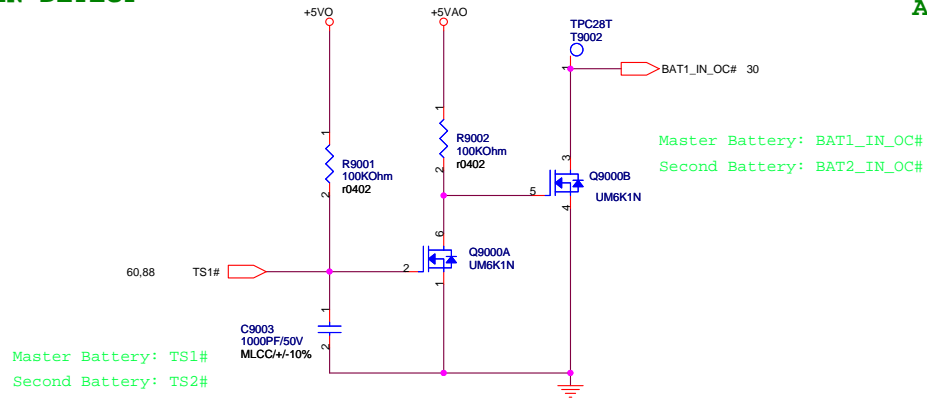 +5VO
+5VAO
A
TPC28T
T9002
1
BAT1_IN_OC# 30
1
R9001
100KOhm
r0402
2
1
R9002
100KOhm
r0402
2
Master Battery: BAT1_IN_OC#
Second Battery: BAT2_IN_OC#
3
5
Q9000B
UM6K1N
4
6
2
Q9000A
UM6K1N
1
60,88 TS1#
1
C9003
1000PF/50V
MLCC/+/-10%
2
Master Battery: TS1#
Second Battery: TS2#